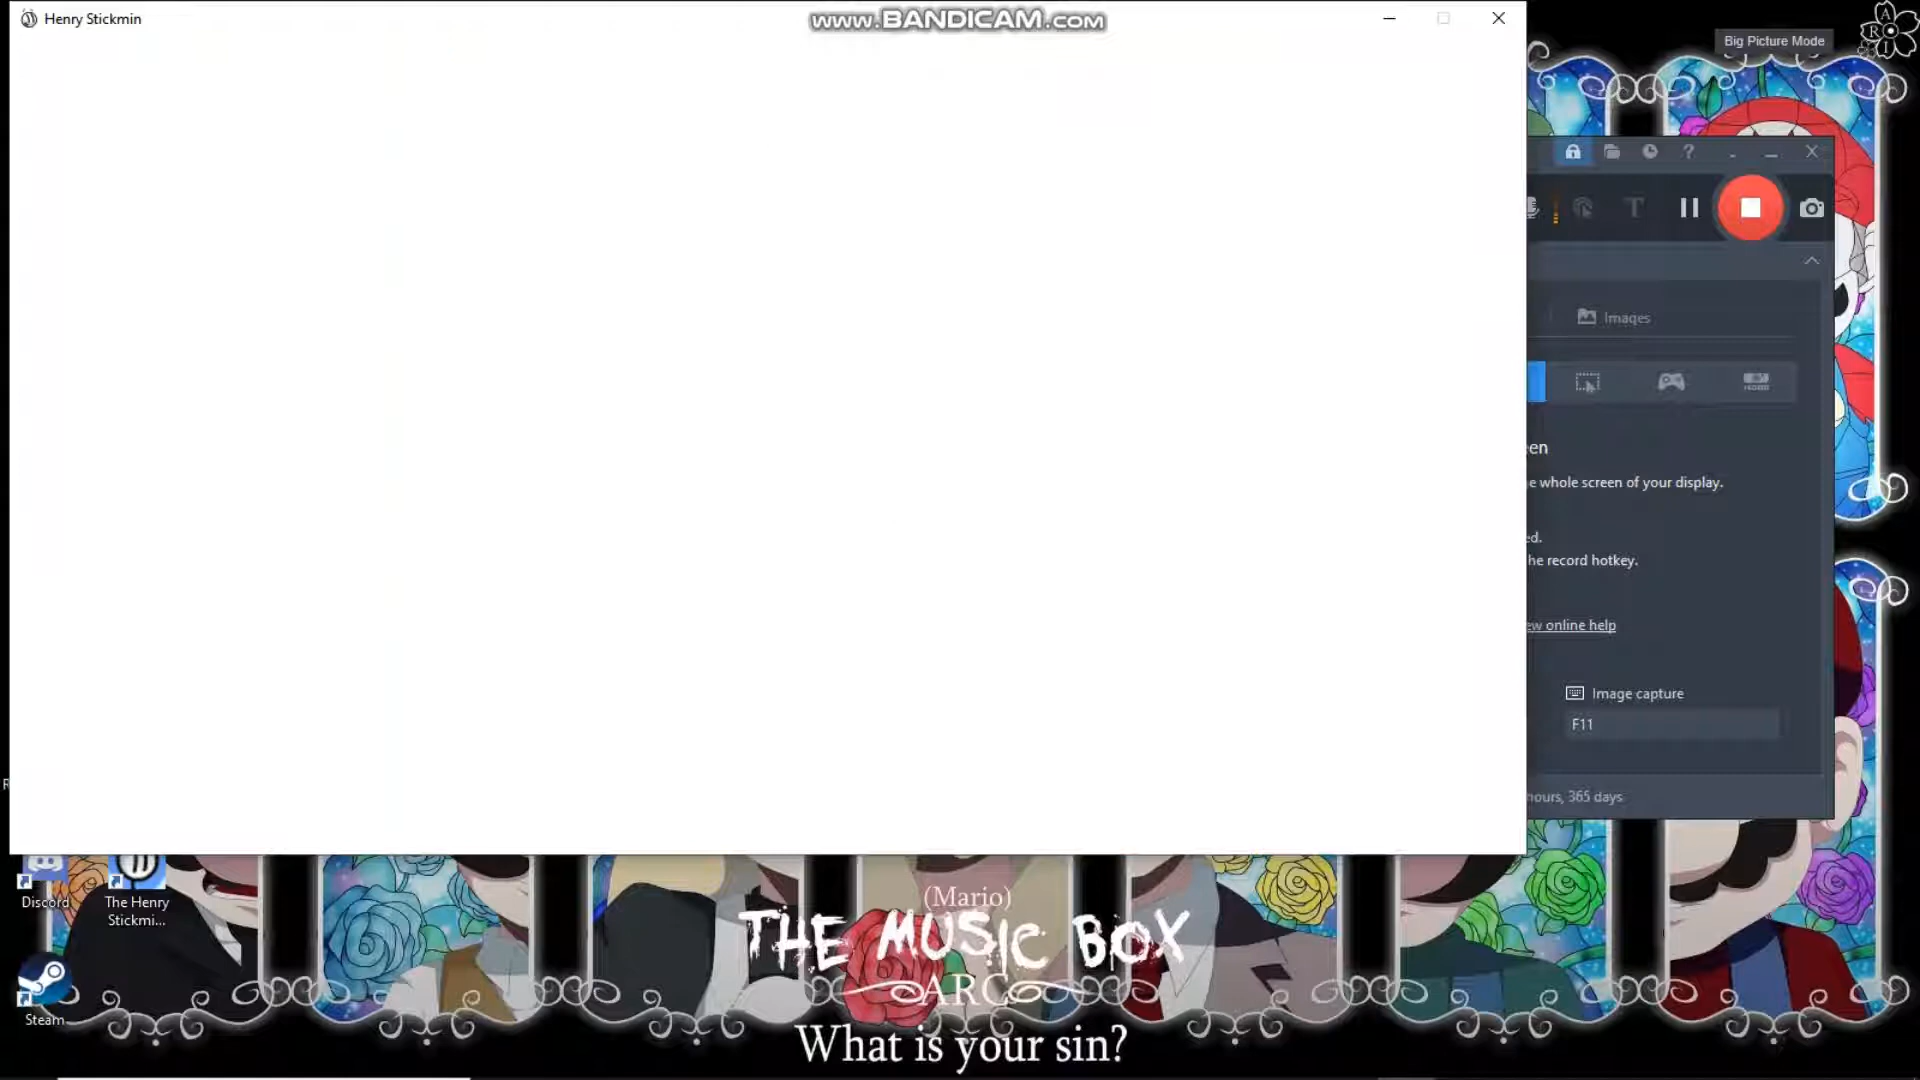 Henry Stickmin
www.BANDICAM.com
Big Picture Mode
A
R
I
?
T
Images
een
e whole screen of your display.
ed.
he record hotkey.
ew online help
Image capture
F11
hours, 365 days
R
Discord
The Henry
Stickmi...
Steam
(Mario)
THE MUSIC BOX
ARC
What is your sin?